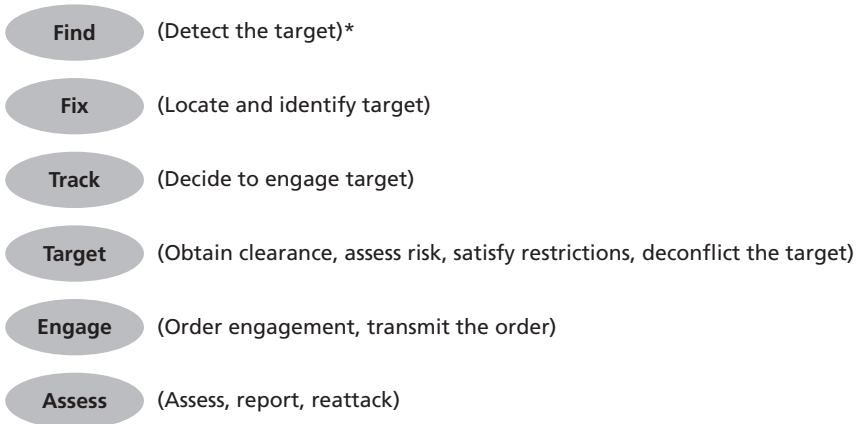 Find (Detect the target)*
Fix (Locate and identify target)
Track (Decide to engage target)
Target (Obtain clearance, assess risk, satisfy restrictions, deconflict the target)
Engage (Order engagement, transmit the order)
Assess (Assess, report, reattack)